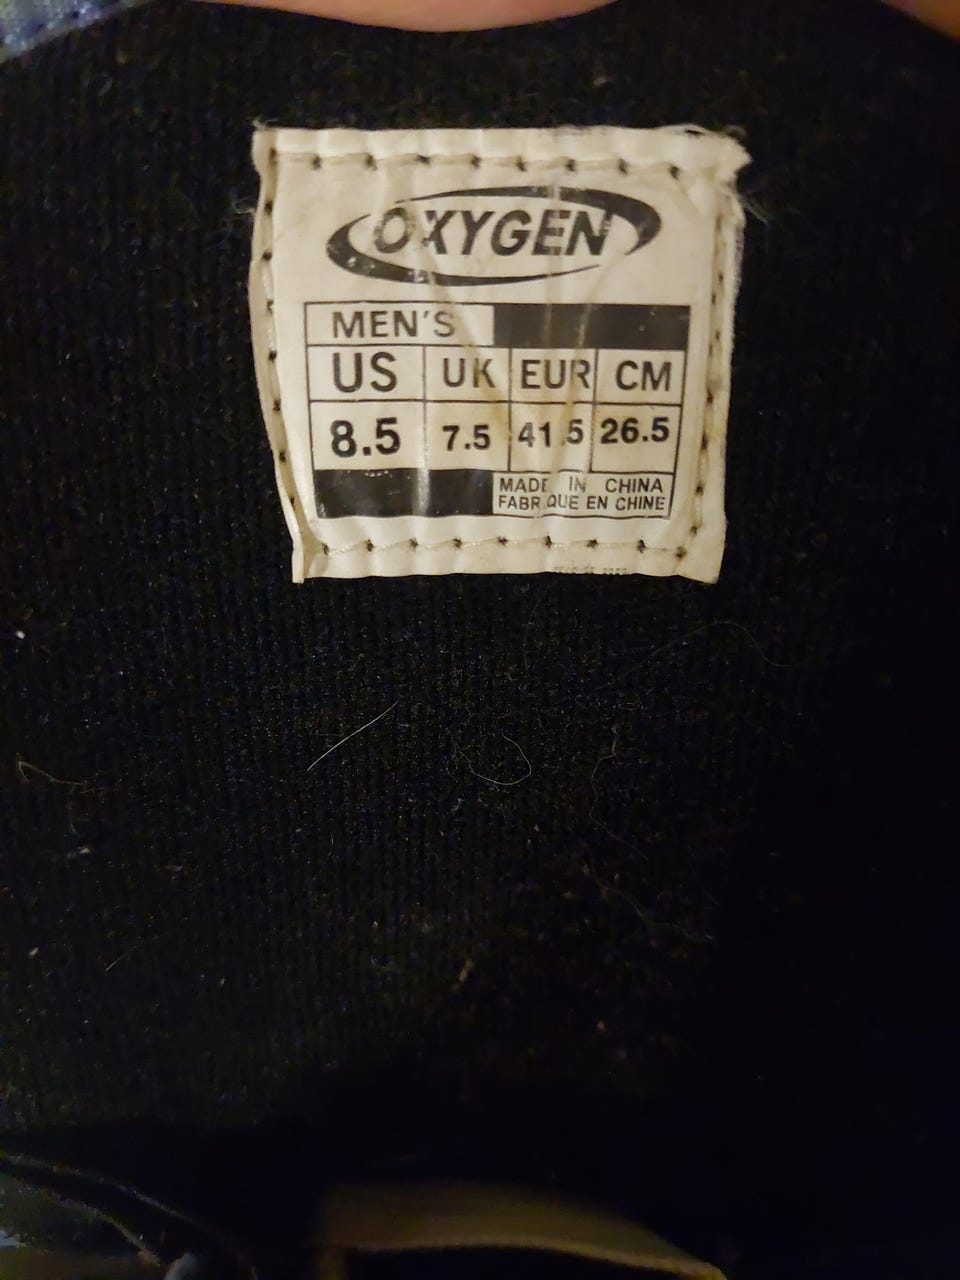 OXYGEN
MEN'S
US UK EUR CM
8.5 7.5 41.5 26.5
MADE IN CHINA
FABRIQUE EN CHINE